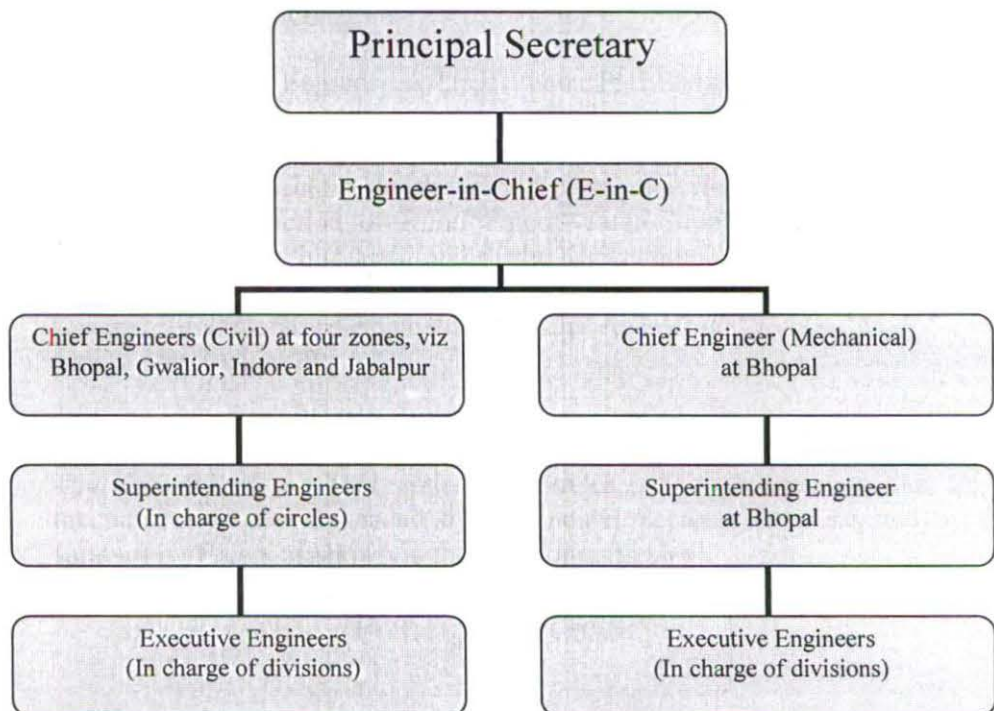 Principal Secretary
Engineer-in-Chief (E-in-C)
Chief Engineers (Civil) at four zones, viz
Bhopal, Gwalior, Indore and Jabalpur
Chief Engineer (Mechanical)
at Bhopal
Superintending Engineers
(In charge of circles)
Superintending Engineer
at Bhopal
Executive Engineers
(In charge of divisions)
Executive Engineers
(In charge of divisions)